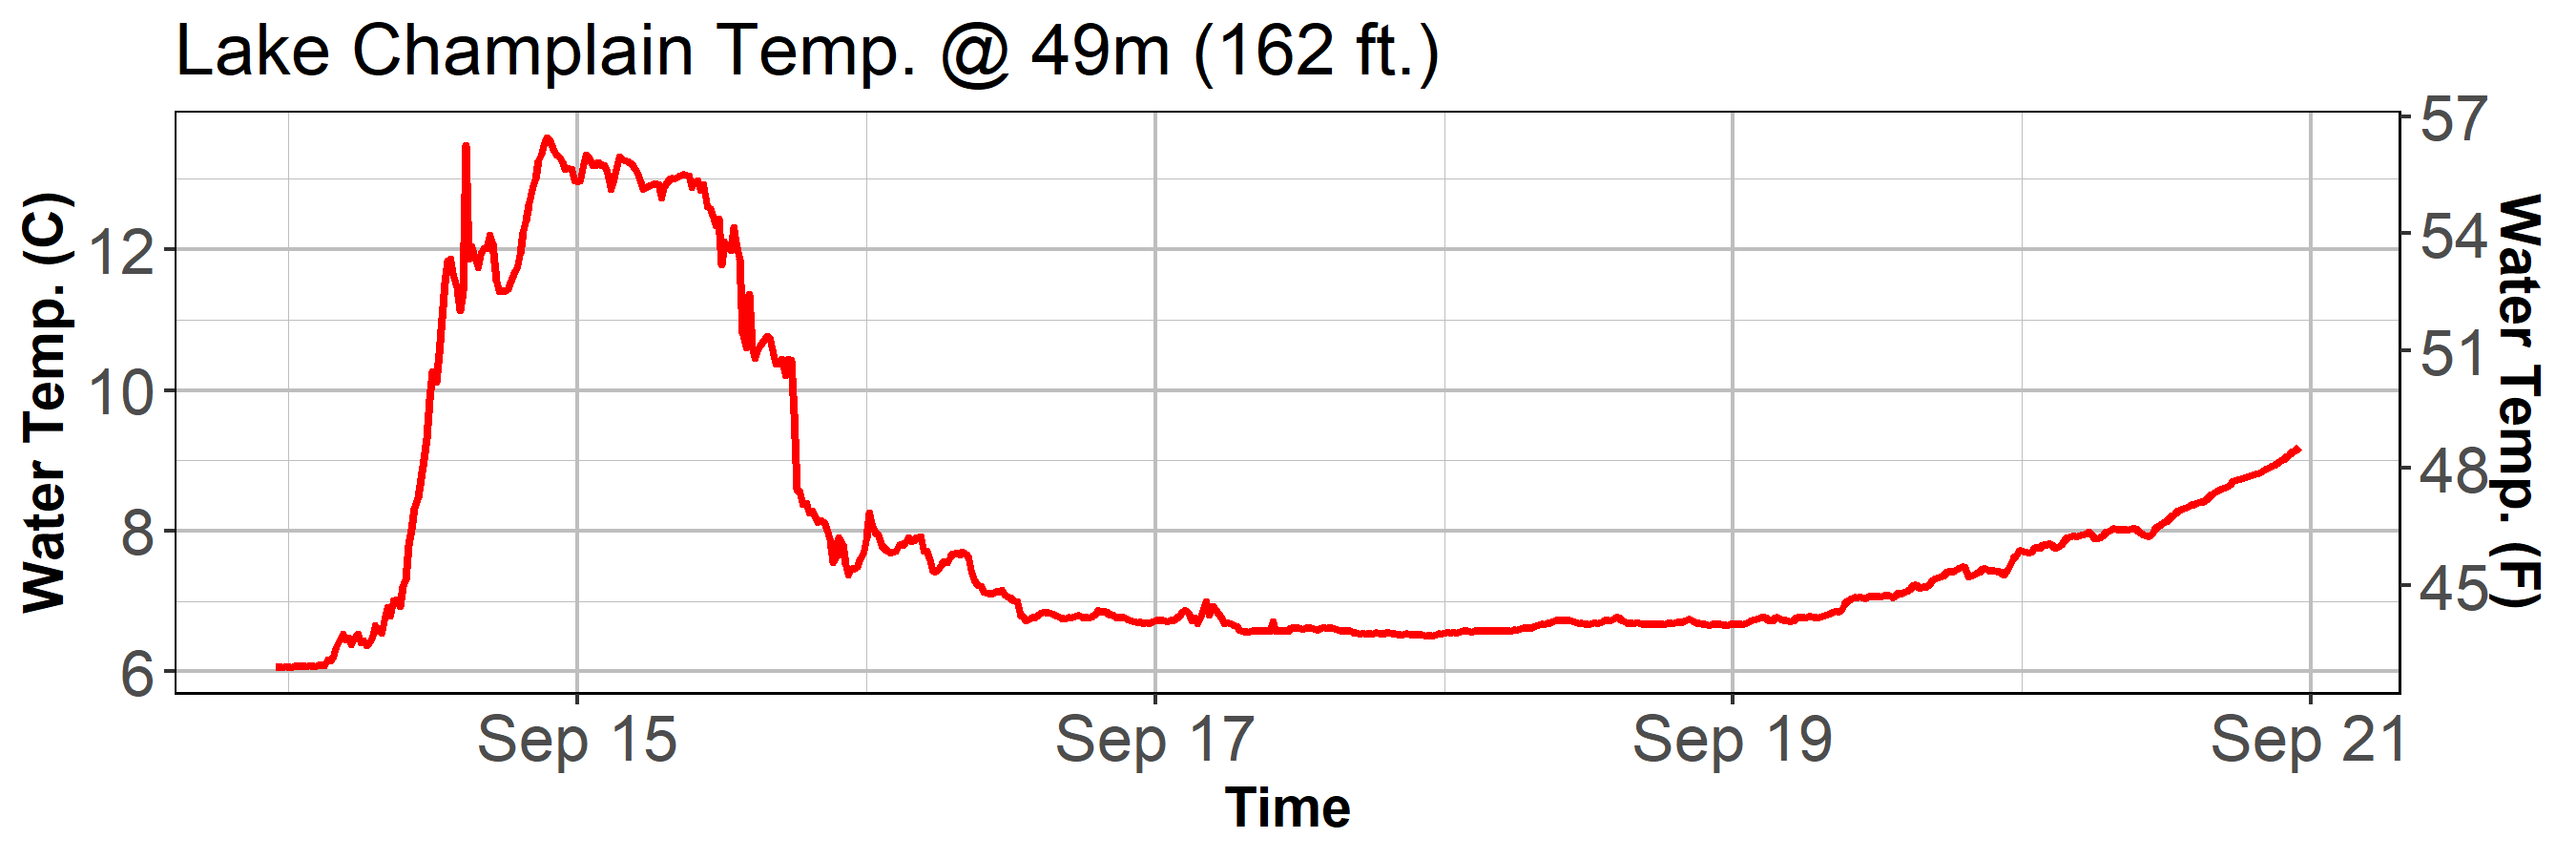 Lake Champlain Temp. @ 49m (162 ft.)
Water Temp. (C)
12
10
8
6
57
54
51
48
45
Water Temp. (F)
Sep 15
Sep 17
Sep 19
Sep 21
Time